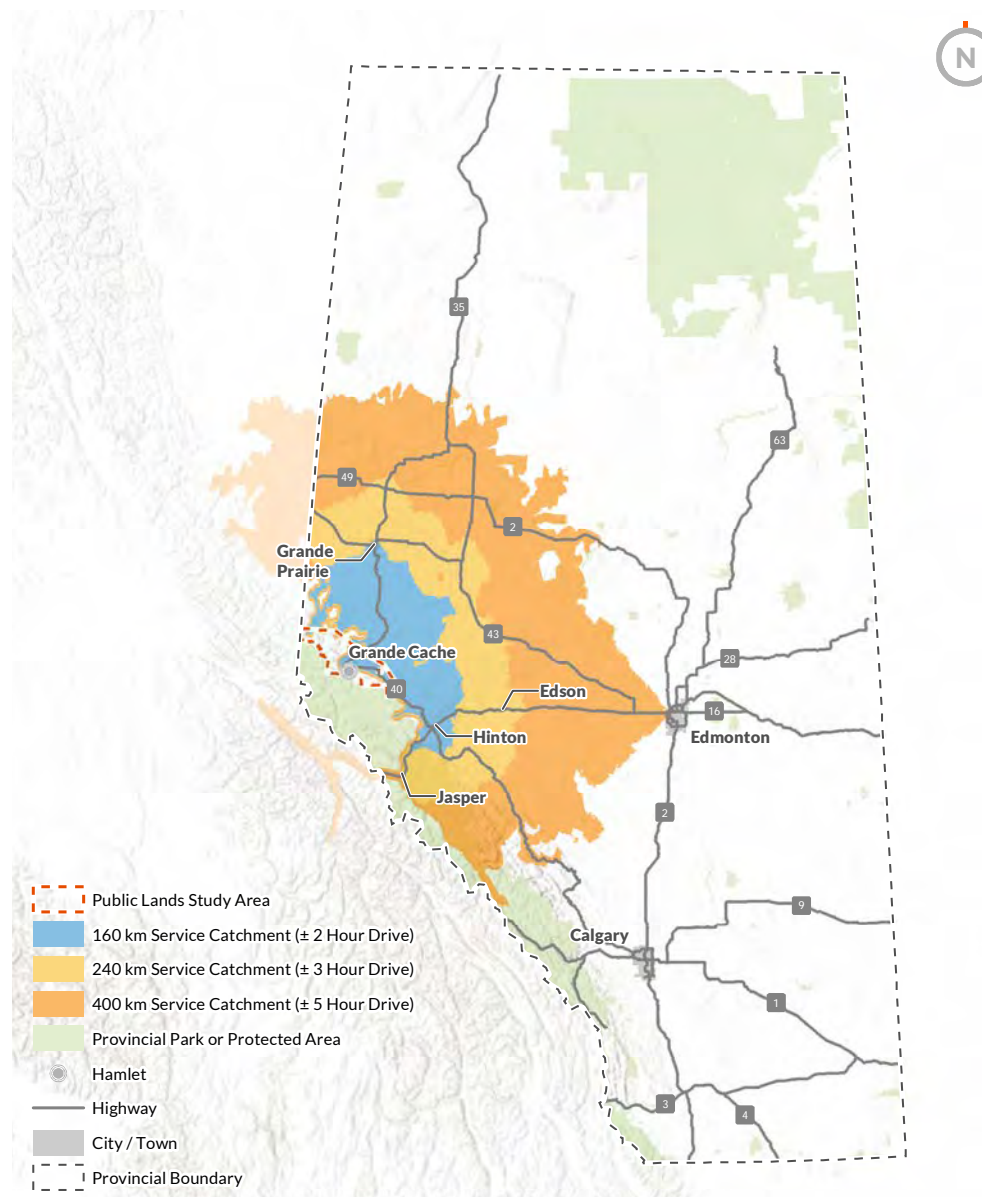 N
35
63
49
2
Grande
Prairie
43
Grande Cache
28
40
Edson
16
Hinton
Edmonton
Jasper
2
Public Lands Study Area
9
160 km Service Catchment (± 2 Hour Drive)
Calgary
240 km Service Catchment (± 3 Hour Drive)
400 km Service Catchment (± 5 Hour Drive)
1
Provincial Park or Protected Area
Hamlet
Highway
3
4
City / Town
Provincial Boundary